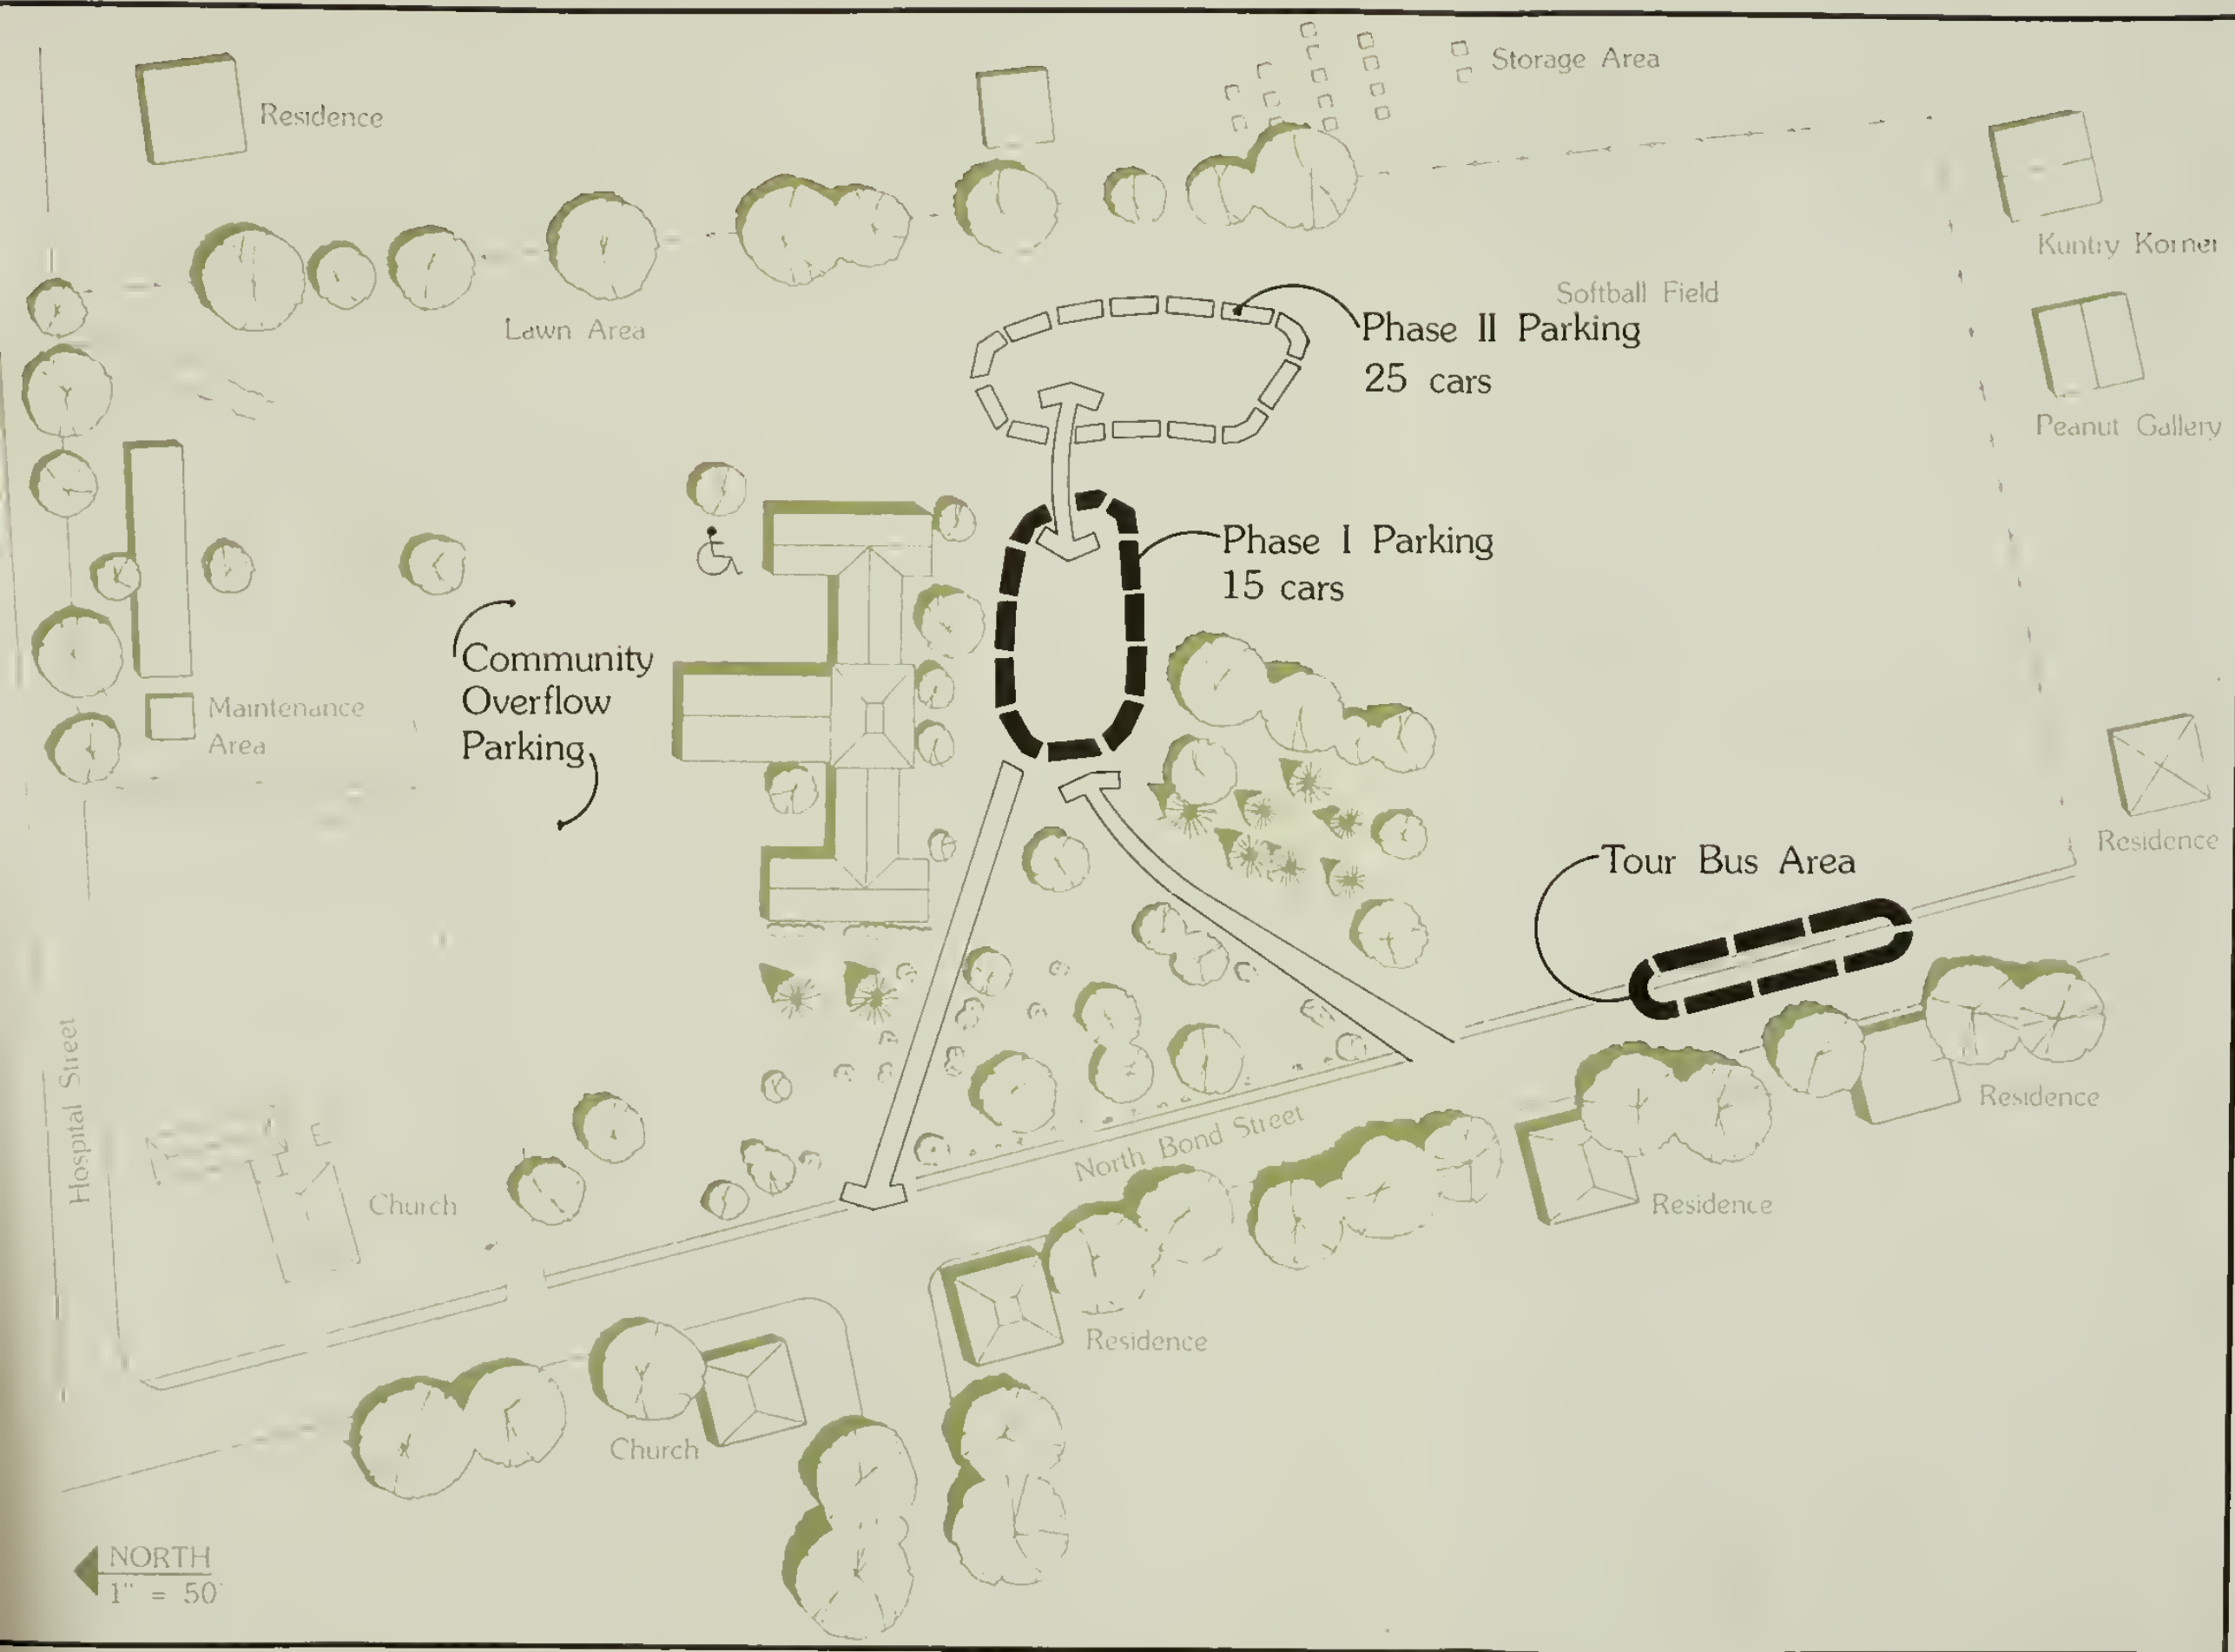 Storage Area
Residence
Kuntry Korner
Softball Field
Lawn Area
Phase II Parking
25 cars
Peanut Gallery
Phase I Parking
15 cars
Community
Overflow
Parking
Maintenance
Area
Residence
Tour Bus Area
Hospital Street
Residence
North Bond Street
Church
Residence
Residence
Church
NORTH
1" = 50'